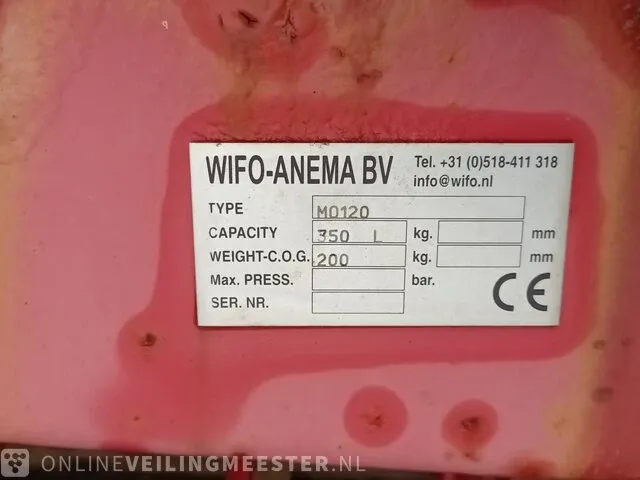 WIFO-ANEMA BV Tel. +31 (0)518-411 318
info@wifo.nl
TYPE MO120
CAPACITY 350 L kg. mm
WEIGHT-C.O.G. 200 kg. mm
Max. PRESS. bar.
SER. NR. CE
ONLINEVEILINGMEESTER.NL